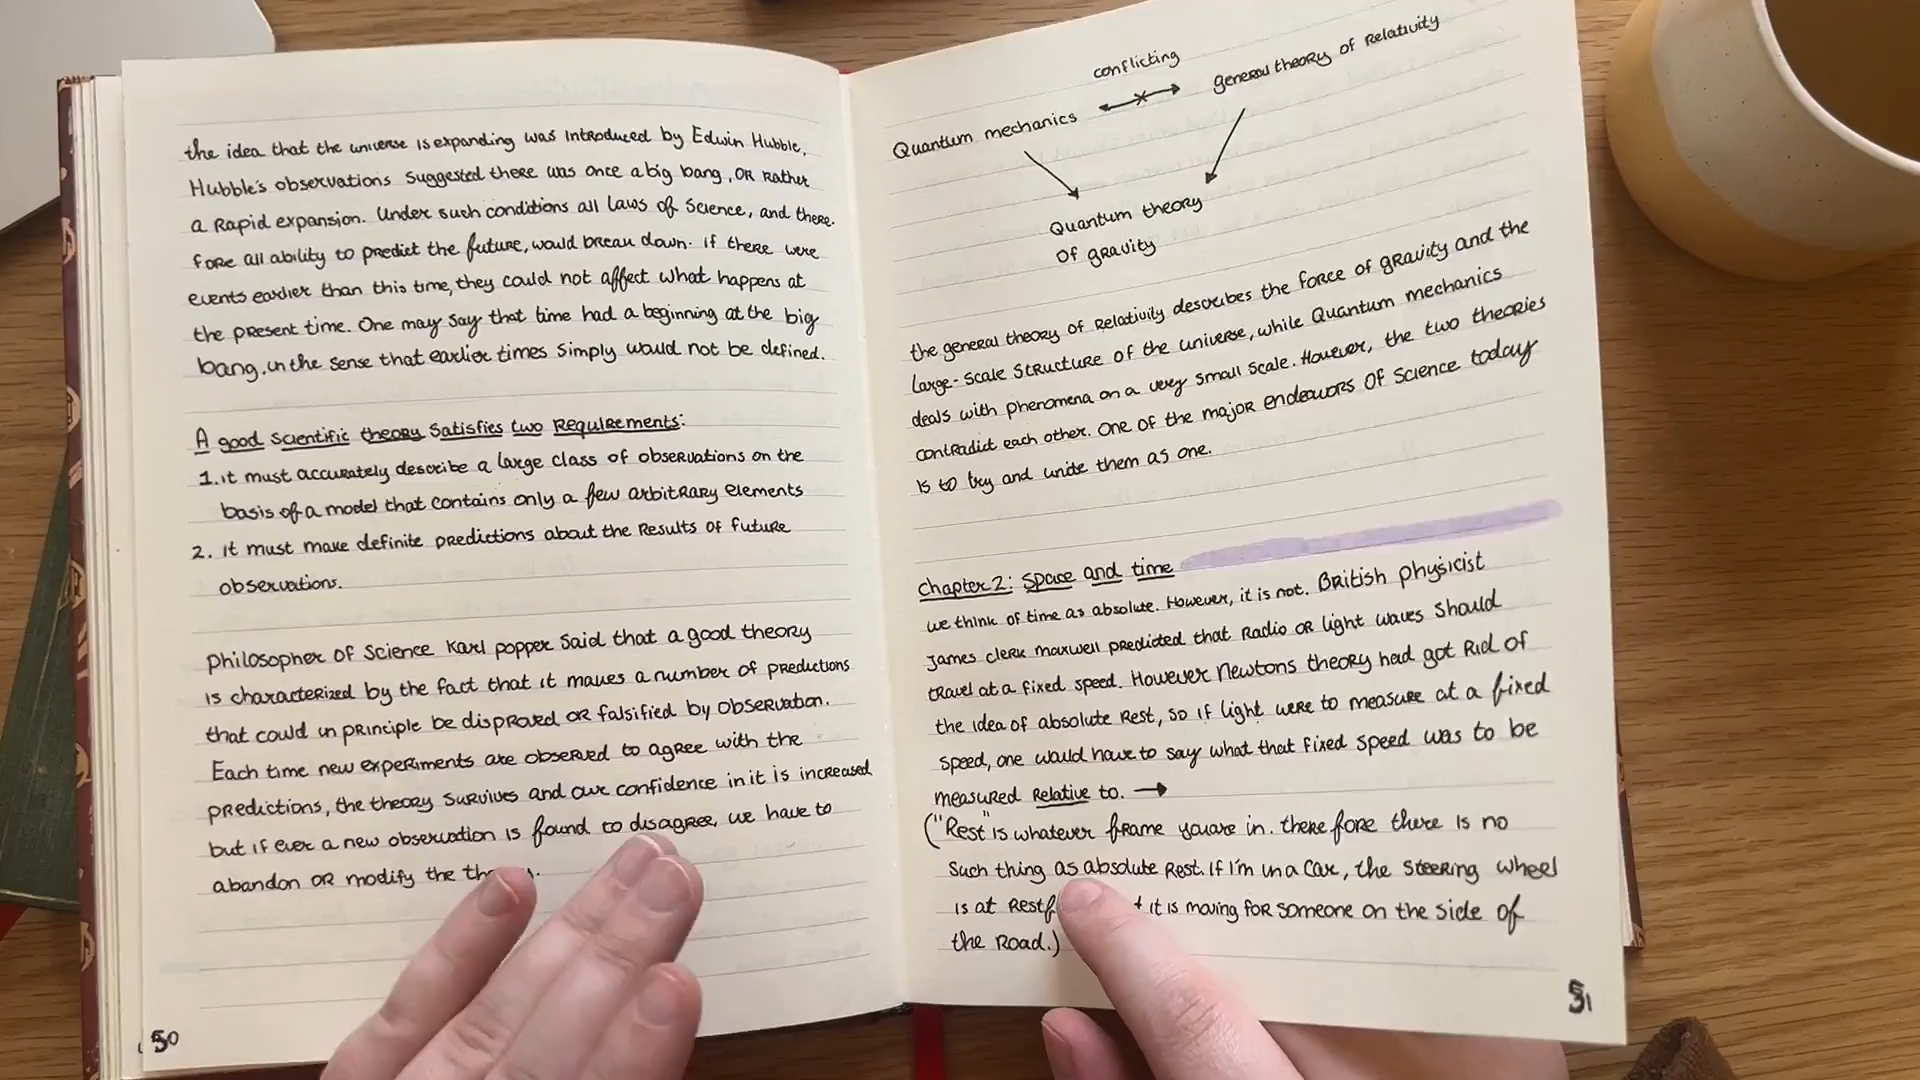 the idea that the universe is expanding was introduced by Edwin Hubble.
Hubble's observations suggested there was once a big bang, or rather
a rapid expansion. Under such conditions all laws of science, and there-
fore all ability to predict the future, would break down. if there were
events earlier than this time, they could not affect what happens at
the present time. One may say that time had a beginning at the big
bang, in the sense that earlier times simply would not be defined.
A good scientific theory satisfies two requirements:
1. it must accurately describe a large class of observations on the
basis of a model that contains only a few arbitrary elements
2. it must make definite predictions about the results of future
observations.
philosopher of science Karl popper said that a good theory
is characterized by the fact that it makes a number of predictions
that could in principle be disproved or falsified by observation.
Each time new experiments are observed to agree with the
predictions, the theory survives and our confidence in it is increased
but if ever a new observation is found to disagree, we have to
abandon or modify the
50
conflicting
Quantum mechanics
general theory of relativity
Quantum theory
of gravity
the general theory of relativity describes the force of gravity and the
large-scale structure of the universe, while Quantum mechanics
deals with phenomena on a very small scale. However, the two theories
contradict each other. One of the major endeavors of science today
is to try and unite them as one.
Chapter 2: Space and time
we think of time as absolute. However, it is not. British physicist
james clerk maxwell predicted that radio or light waves should
travel at a fixed speed. However newtons theory had got rid of
the idea of absolute rest, so if light were to measure at a fixed
speed, one would have to say what that fixed speed was to be
measured relative to. →
("Rest" is whatever frame you are in. therefore there is no
such thing as absolute rest. If I'm in a car, the steering wheel
is at rest it is moving for someone on the side of
the road.)
51